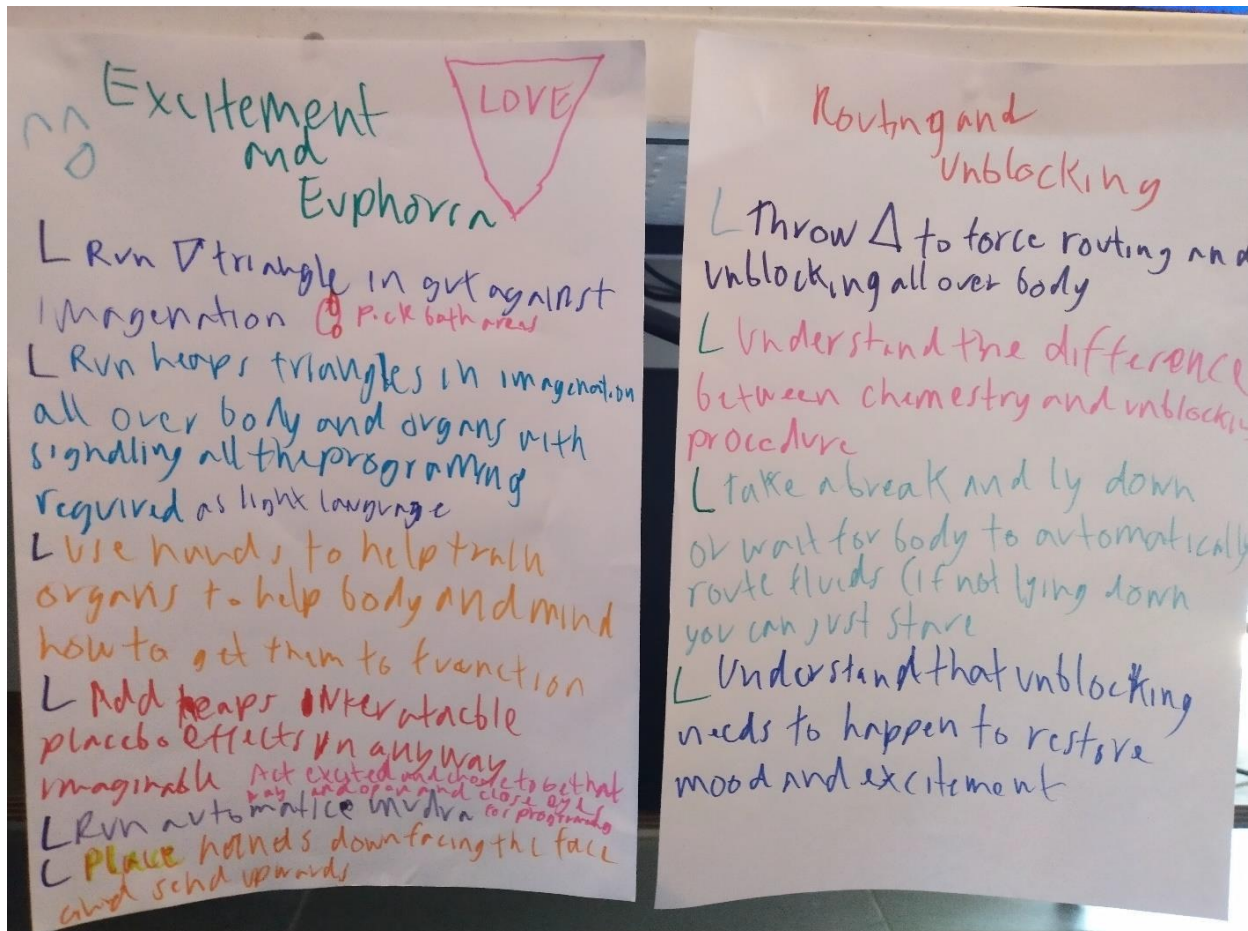 Excitement
and
Euphoria
LOVE
L Run ▽ triangle in gut against
imagenation Pick both areas
L Run heaps triangles in imagenation
all over body and organs with
signalling all the programing
required as light language
L Use hands to help train
organs to help body and mind
how to get them to function
L Add heaps
placebo effects in any way
imaginable Act excited and chose to be that
way and open and close eyes
L Run automatice mudra for programing
L Place hands down facing the face
and send upwards
Routing and
unblocking
L Throw △ to force routing and
unblocking all over body
L Understand the difference
between chemestry and unblocking
procedure
L take a break and ly down
or wait for body to automatically
route fluids (if not lying down
you can just stare
L Understand that unblocking
needs to happen to restore
mood and excitement